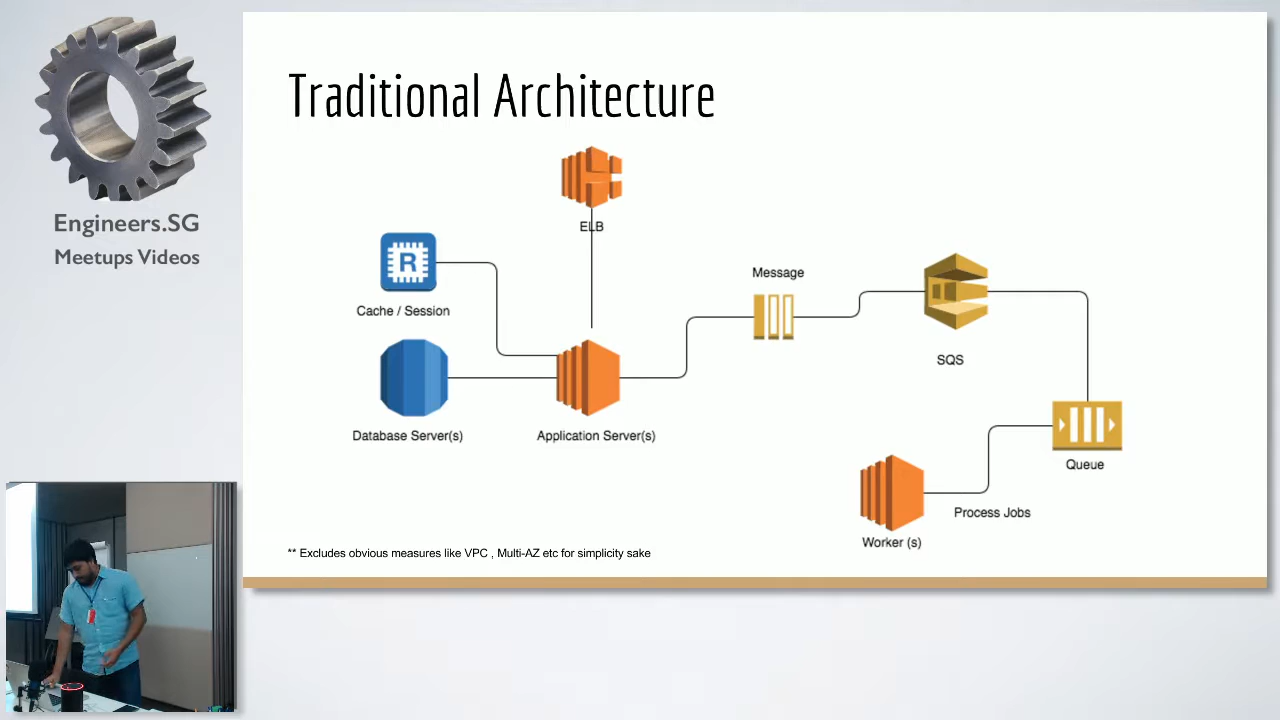 Engineers.SG
Meetups Videos
Traditional Architecture
ELB
R
Cache / Session
Message
SQS
Database Server(s)
Application Server(s)
Queue
Process Jobs
Worker (s)
** Excludes obvious measures like VPC , Multi-AZ etc for simplicity sake